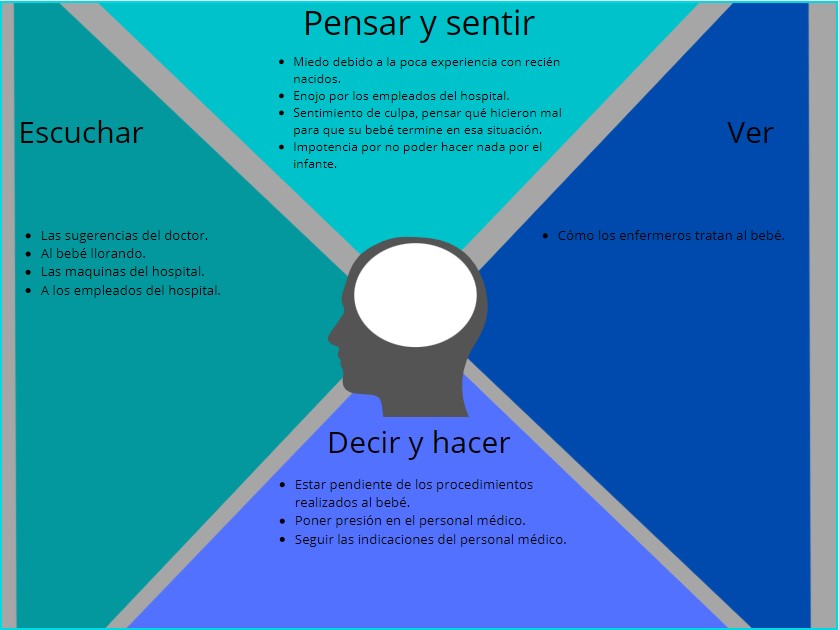 Pensar y sentir
• Miedo debido a la poca experiencia con recién
nacidos.
• Enojo por los empleados del hospital.
• Sentimiento de culpa, pensar qué hicieron mal
para que su bebé termine en esa situación.
• Impotencia por no poder hacer nada por el
infante.
Escuchar
• Las sugerencias del doctor.
• Al bebé llorando.
• Las maquinas del hospital.
• A los empleados del hospital.
Ver
• Cómo los enfermeros tratan al bebé.
Decir y hacer
• Estar pendiente de los procedimientos
realizados al bebé.
• Poner presión en el personal médico.
• Seguir las indicaciones del personal médico.